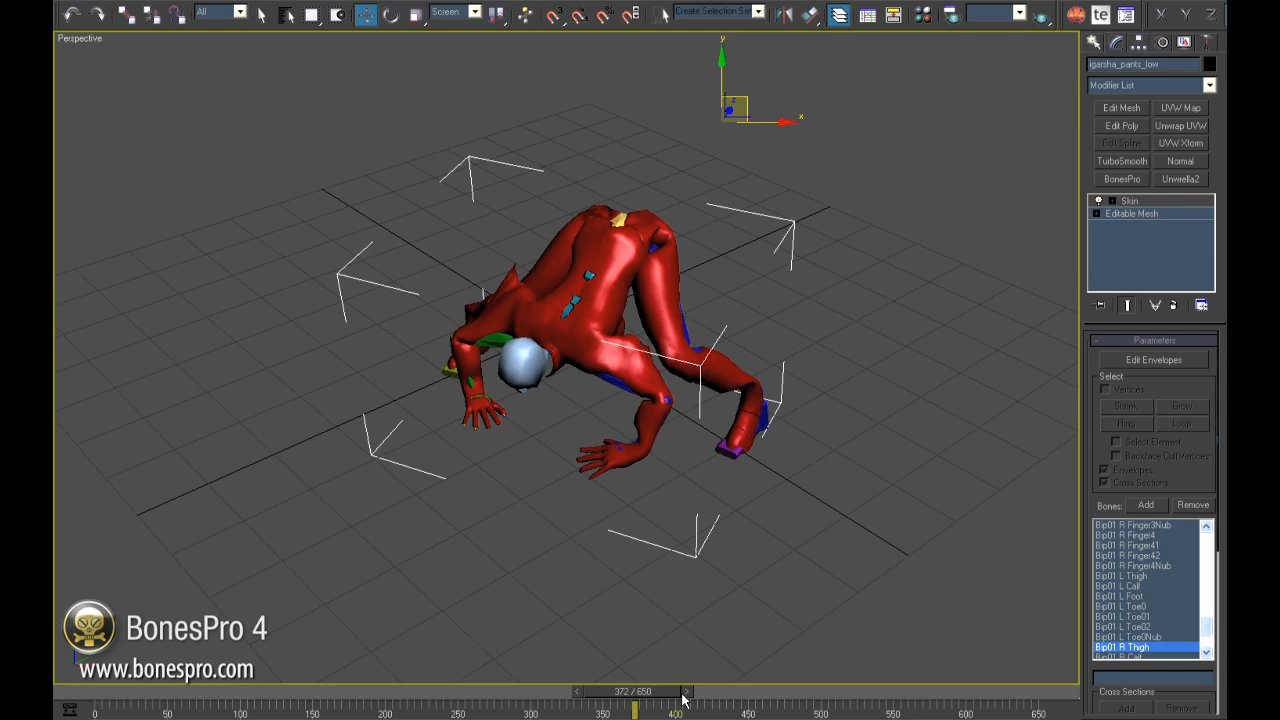 All
Screen
Create Selection Set
te
X Y Z
Perspective
y
z
x
igarsha_pants_low
Modifier List
Edit Mesh
UVW Map
Edit Poly
Unwrap UVW
Edit Spline
UVW Xform
TurboSmooth
Normal
BonesPro
Unwrella2
Skin
Editable Mesh
Parameters
Edit Envelopes
Select
Vertices
Shrink
Grow
Ring
Loop
Select Element
Backface Cull Vertices
Envelopes
Cross Sections
Bones:
Add
Remove
Bip01 R Finger3Nub
Bip01 R Finger4
Bip01 R Finger41
Bip01 R Finger42
Bip01 R Finger4Nub
Bip01 L Thigh
Bip01 L Calf
Bip01 L Foot
Bip01 L Toe0
Bip01 L Toe01
Bip01 L Toe02
Bip01 L Toe0Nub
Bip01 R Thigh
Bip01 R Calf
Cross Sections
Add
Remove
BonesPro 4
www.bonespro.com
< 372 / 650 >
0 50 100 150 200 250 300 350 400 450 500 550 600 650